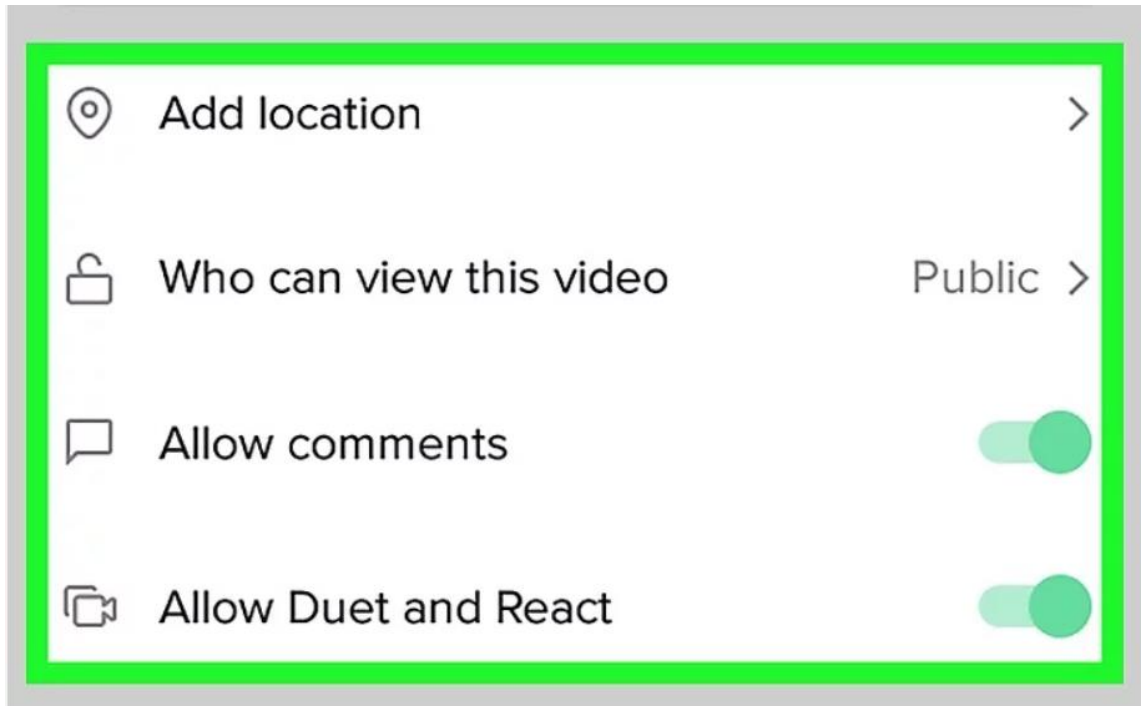 Add location
Who can view this video Public
Allow comments
Allow Duet and React